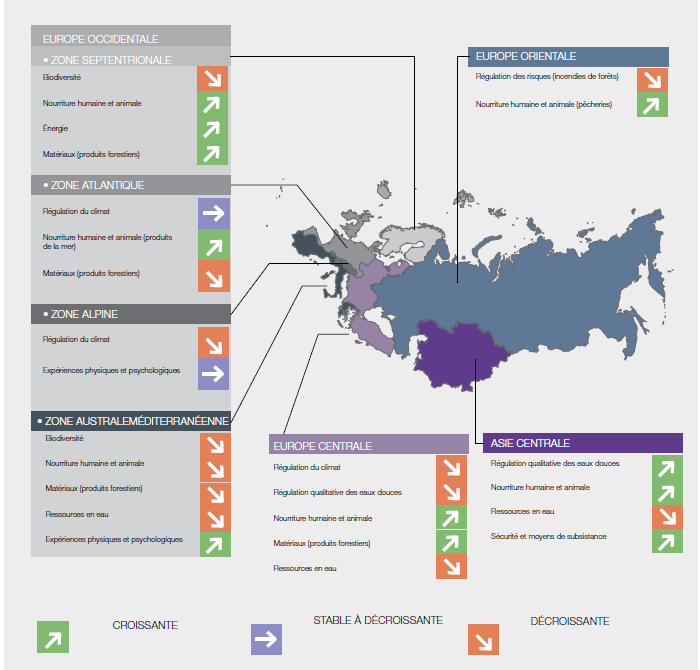 EUROPE OCCIDENTALE
• ZONE SEPTENTRIONALE
Biodiversité
Nourriture humaine et animale
Énergie
Matériaux (produits forestiers)
• ZONE ATLANTIQUE
Régulation du climat
Nourriture humaine et animale (produits
de la mer)
Matériaux (produits forestiers)
• ZONE ALPINE
Régulation du climat
Expériences physiques et psychologiques
• ZONE AUSTRALEMÉDITERRANÉENNE
Biodiversité
Nourriture humaine et animale
Matériaux (produits forestiers)
Ressources en eau
Expériences physiques et psychologiques
EUROPE ORIENTALE
Régulation des risques (incendies de forêts)
Nourriture humaine et animale (pêcheries)
EUROPE CENTRALE
Régulation du climat
Régulation qualitative des eaux douces
Nourriture humaine et animale
Matériaux (produits forestiers)
Ressources en eau
ASIE CENTRALE
Régulation qualitative des eaux douces
Nourriture humaine et animale
Ressources en eau
Sécurité et moyens de subsistance
CROISSANTE
STABLE À DÉCROISSANTE
DÉCROISSANTE